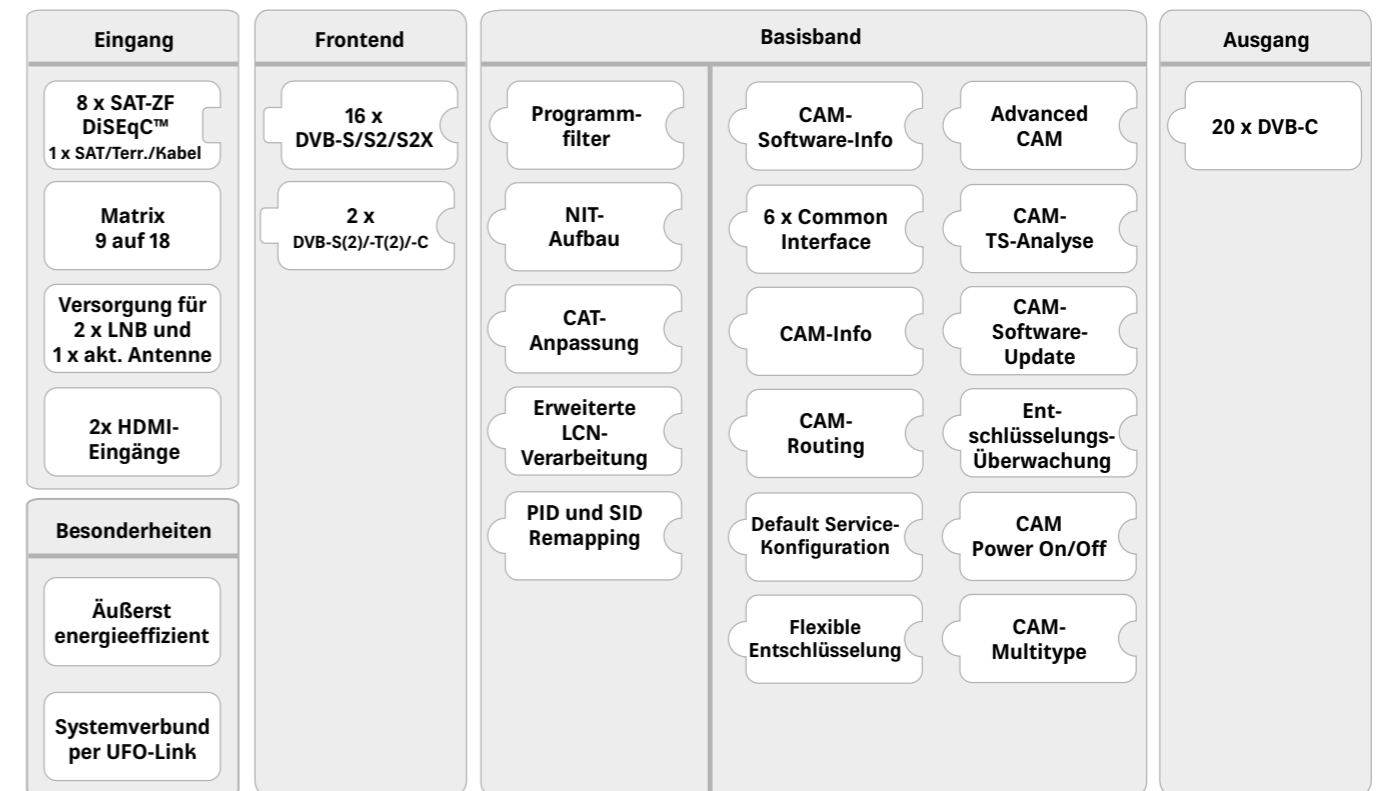 Eingang
8 x SAT-ZF
DiSEqC™
1 x SAT/Terr./Kabel
Matrix
9 auf 18
Versorgung für
2 x LNB und
1 x akt. Antenne
2x HDMI-
Eingänge
Besonderheiten
Äußerst
energieeffizient
Systemverbund
per UFO-Link
Frontend
16 x
DVB-S/S2/S2X
2 x
DVB-S(2)/-T(2)/-C
Basisband
Programm-
filter
NIT-
Aufbau
CAT-
Anpassung
Erweiterte
LCN-
Verarbeitung
PID und SID
Remapping
CAM-
Software-Info
6 x Common
Interface
CAM-Info
CAM-
Routing
Default Service-
Konfiguration
Flexible
Entschlüsselung
Advanced
CAM
CAM-
TS-Analyse
CAM-
Software-
Update
Ent-
schlüsselungs-
Überwachung
CAM
Power On/Off
CAM-
Multitype
Ausgang
20 x DVB-C